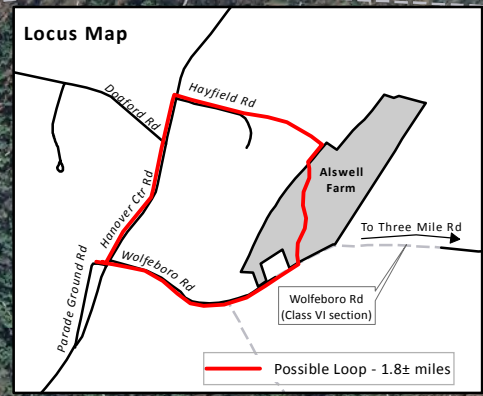 Locus Map
Hayfield Rd
Dogford Rd
Alswell
Farm
Hanover Ctr Rd
To Three Mile Rd
Wolfeboro Rd
Parade Ground Rd
Wolfeboro Rd
(Class VI section)
Possible Loop - 1.8± miles